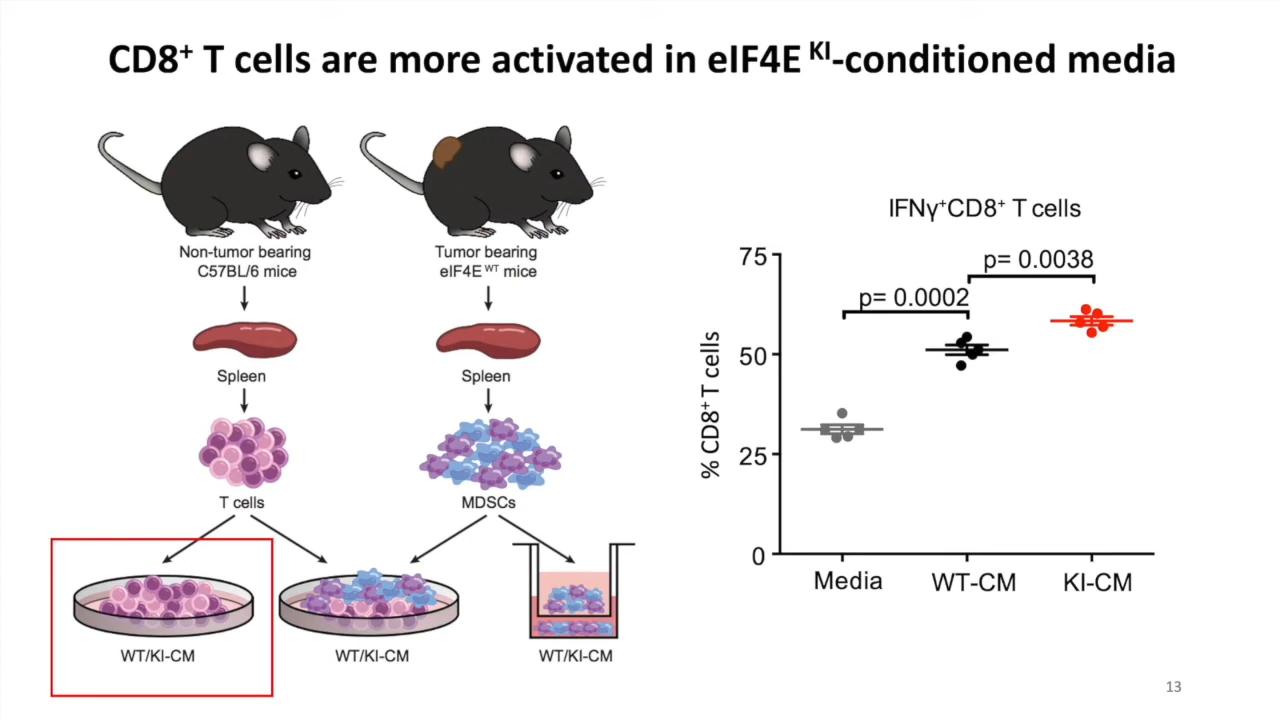 CD8⁺ T cells are more activated in eIF4E ᴷᴵ-conditioned media
Non-tumor bearing
C57BL/6 mice
Tumor bearing
eIF4E ᵂᵀ mice
Spleen
Spleen
T cells
MDSCs
WT/KI-CM
WT/KI-CM
WT/KI-CM
IFNγ⁺CD8⁺ T cells
% CD8⁺ T cells
75
50
25
0
p= 0.0002
p= 0.0038
Media
WT-CM
KI-CM
13